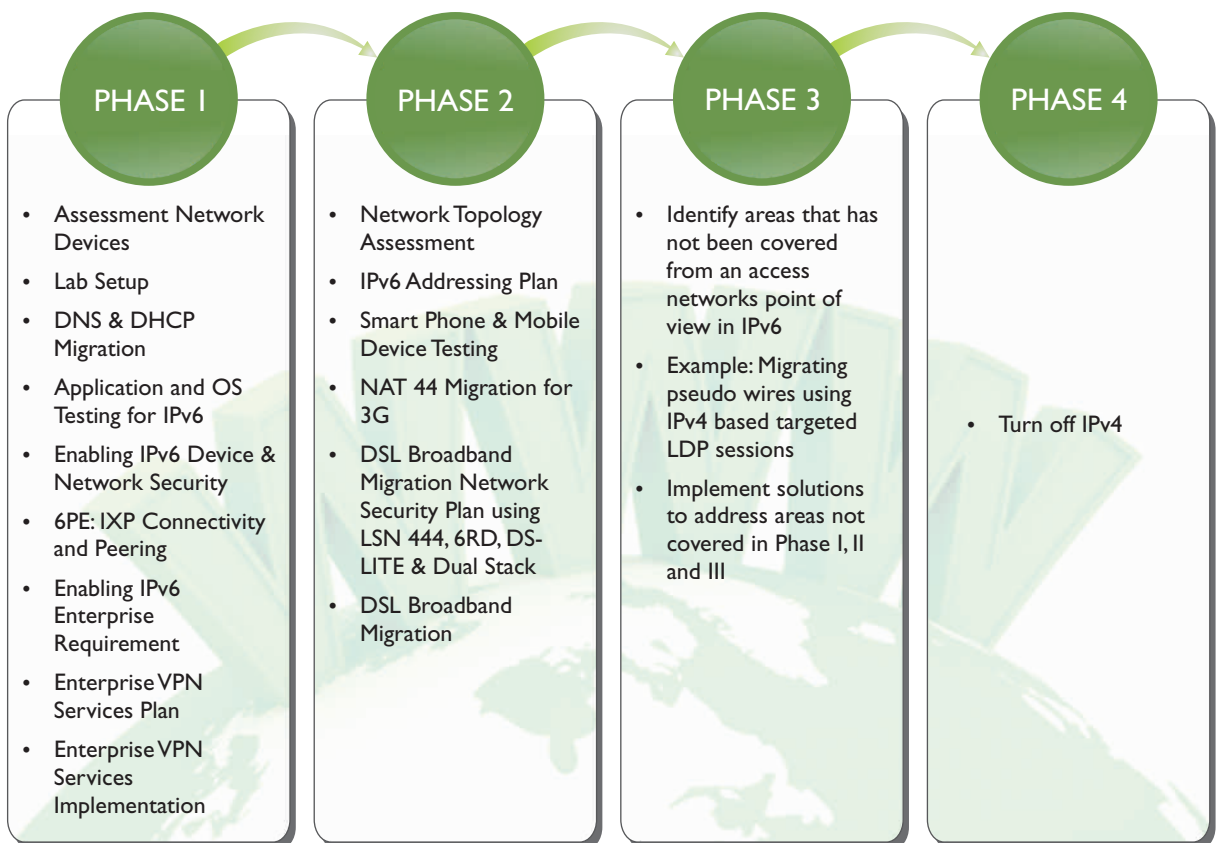 PHASE I
• Assessment Network
Devices
• Lab Setup
• DNS & DHCP
Migration
• Application and OS
Testing for IPv6
• Enabling IPv6 Device &
Network Security
• 6PE: IXP Connectivity
and Peering
• Enabling IPv6
Enterprise
Requirement
• Enterprise VPN
Services Plan
• Enterprise VPN
Services
Implementation
PHASE 2
• Network Topology
Assessment
• IPv6 Addressing Plan
• Smart Phone & Mobile
Device Testing
• NAT 44 Migration for
3G
• DSL Broadband
Migration Network
Security Plan using
LSN 444, 6RD, DS-
LITE & Dual Stack
• DSL Broadband
Migration
PHASE 3
• Identify areas that has
not been covered
from an access
networks point of
view in IPv6
• Example: Migrating
pseudo wires using
IPv4 based targeted
LDP sessions
• Implement solutions
to address areas not
covered in Phase I, II
and III
PHASE 4
• Turn off IPv4
WWW